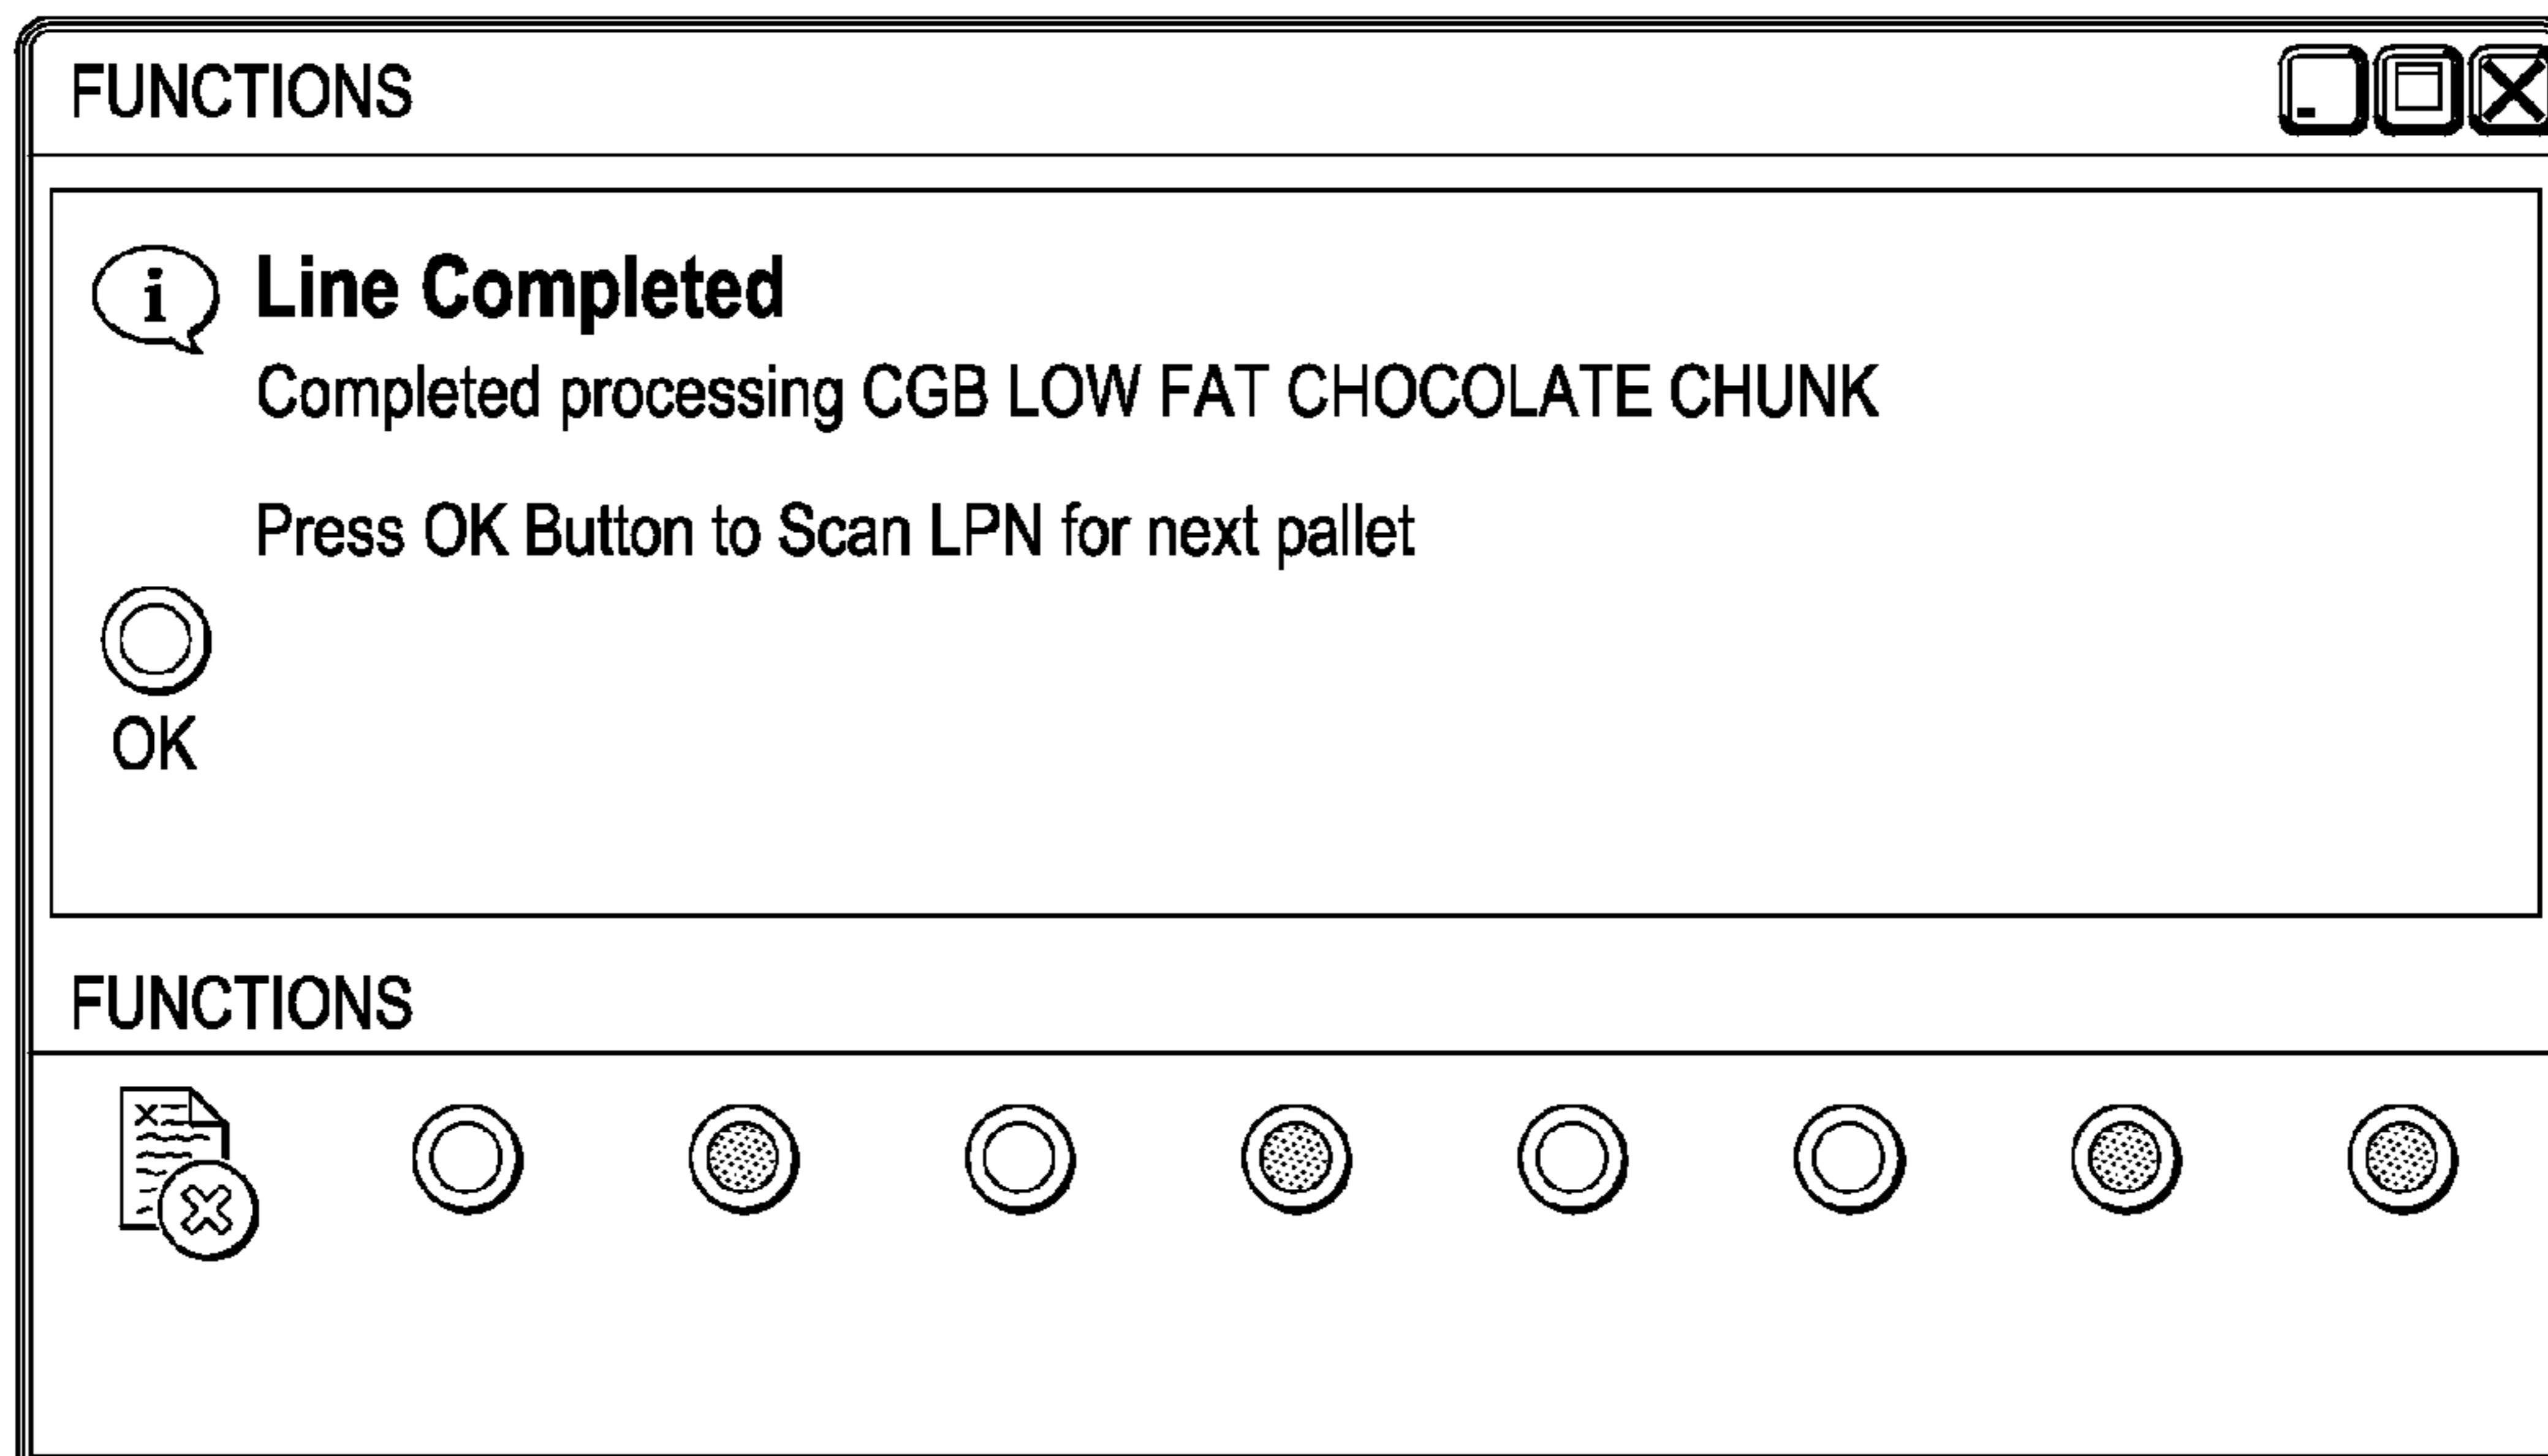 FUNCTIONS
Line Completed
Completed processing CGB LOW FAT CHOCOLATE CHUNK
Press OK Button to Scan LPN for next pallet
OK
FUNCTIONS